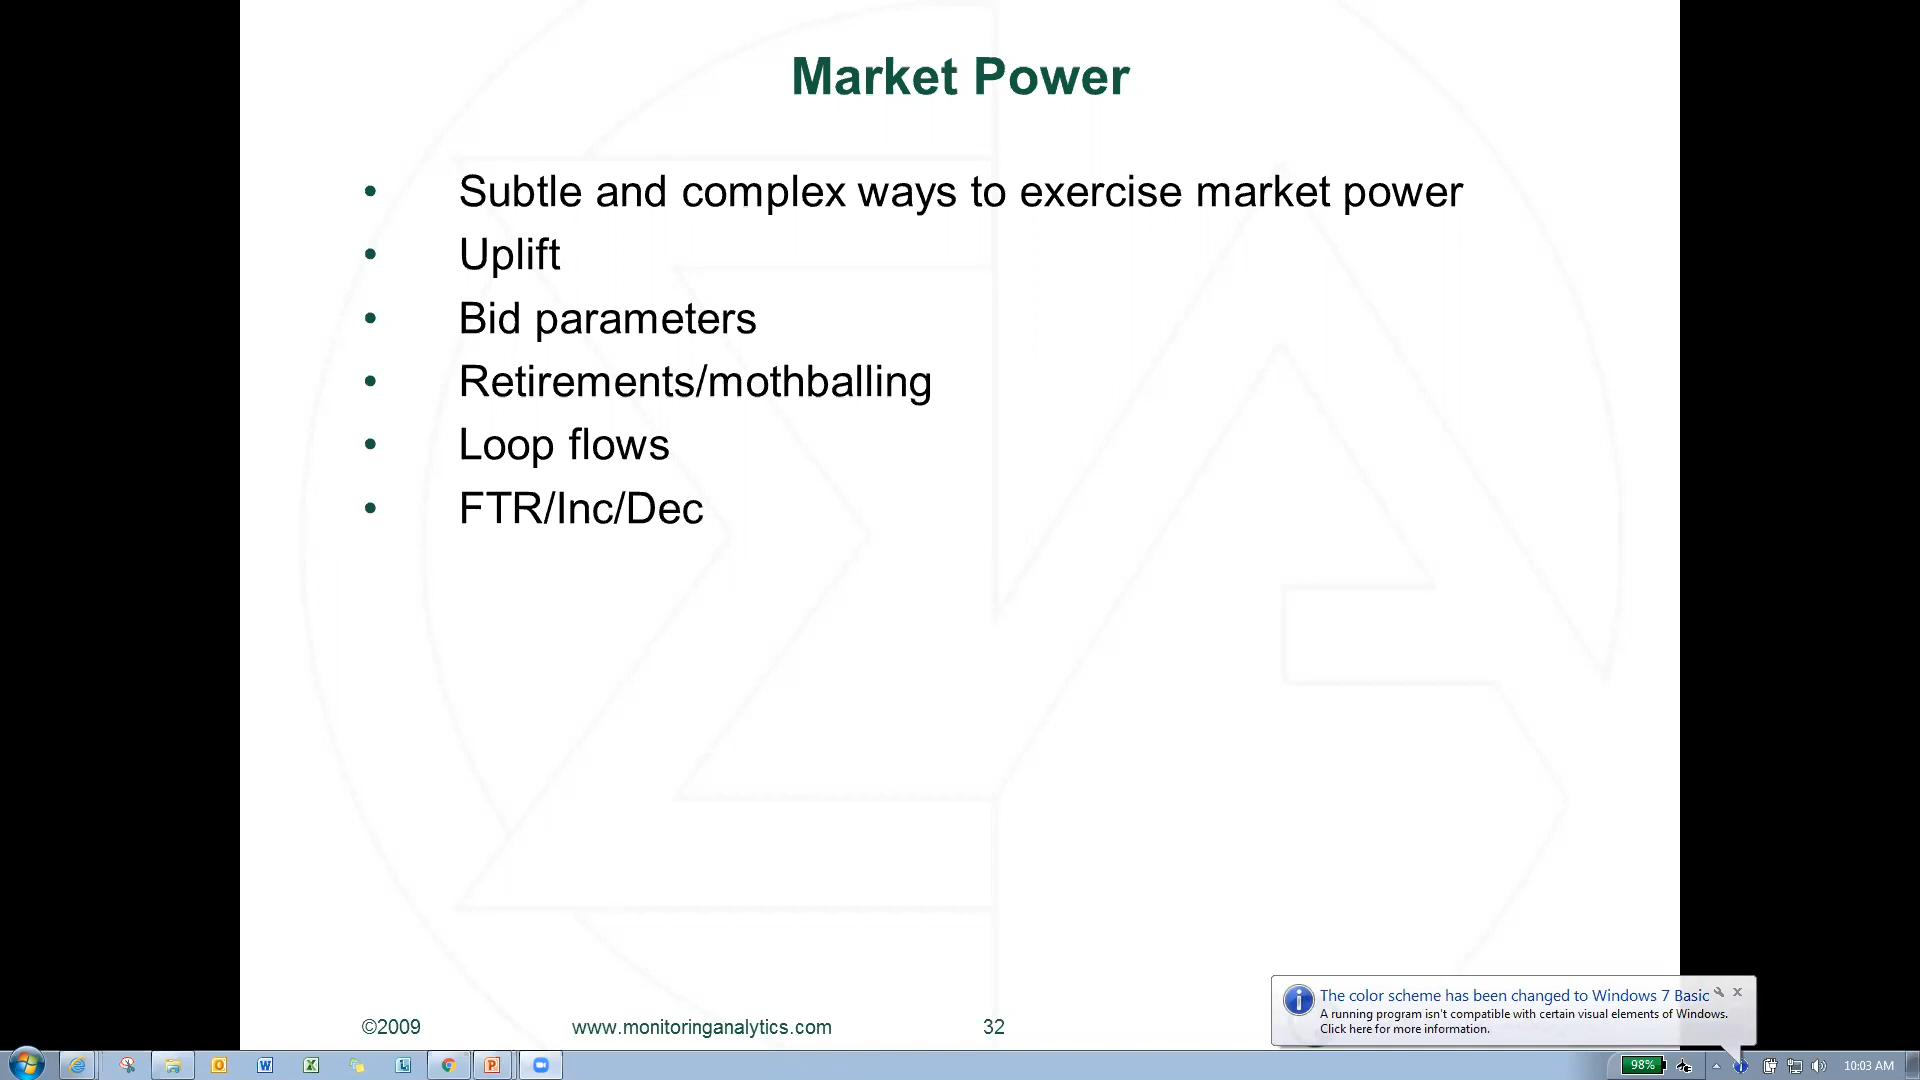 Market Power
• Subtle and complex ways to exercise market power
• Uplift
• Bid parameters
• Retirements/mothballing
• Loop flows
• FTR/Inc/Dec
©2009 www.monitoringanalytics.com 32
The color scheme has been changed to Windows 7 Basic
A running program isn't compatible with certain visual elements of Windows.
Click here for more information.
98% 10:03 AM